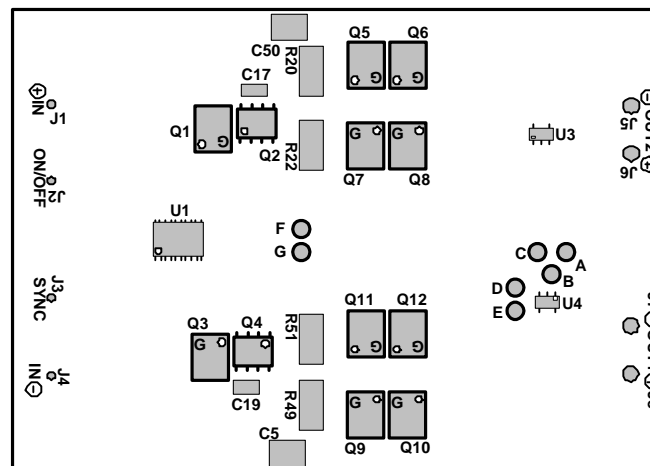 Q5
Q6
C50
R20
C17
J1
IN
Q1
Q2
R22
G
G
G
G
G
Q7
Q8
U3
J5
J6
ON/OFF
J2
U1
F
G
C
A
B
D
E
U4
J3
SYNC
Q3
Q4
R51
Q11
Q12
G
G
G
J4
IN
C19
R49
G
G
C5
Q9
Q10